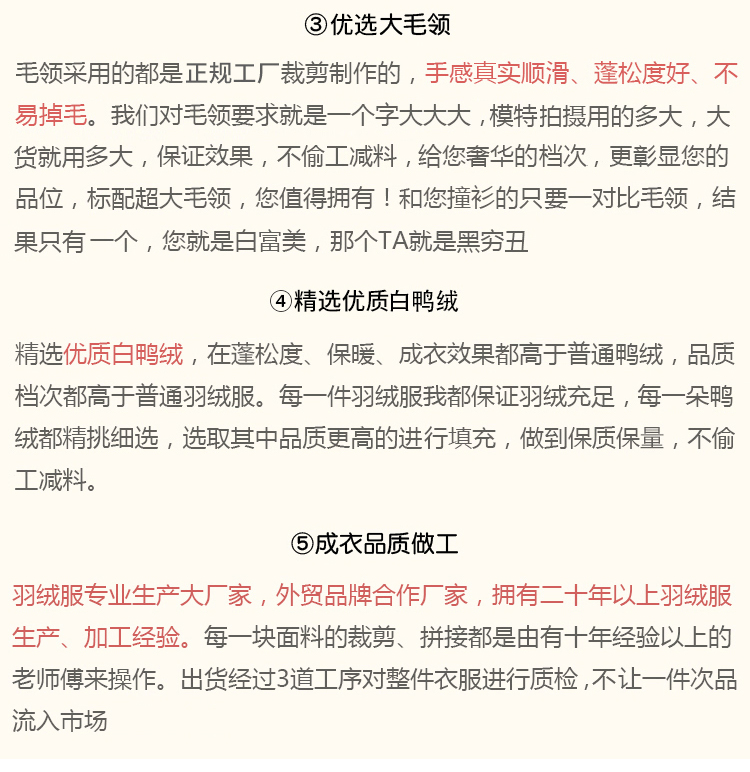 ③优选大毛领
毛领采用的都是正规工厂裁剪制作的，手感真实顺滑、蓬松度好、不
易掉毛。我们对毛领要求就是一个字大大大，模特拍摄用的多大，大
货就用多大，保证效果，不偷工减料，给您奢华的档次，更彰显您的
品位，标配超大毛领，您值得拥有！和您撞衫的只要一对比毛领，结
果只有一个，您就是白富美，那个TA就是黑穷丑
④精选优质白鸭绒
精选优质白鸭绒，在蓬松度、保暖、成衣效果都高于普通鸭绒，品质
档次都高于普通羽绒服。每一件羽绒服我都保证羽绒充足，每一朵鸭
绒都精挑细选，选取其中品质更高的进行填充，做到保质保量，不偷
工减料。
⑤成衣品质做工
羽绒服专业生产大厂家，外贸品牌合作厂家，拥有二十年以上羽绒服
生产、加工经验。每一块面料的裁剪、拼接都是由有十年经验以上的
老师傅来操作。出货经过3道工序对整件衣服进行质检，不让一件次品
流入市场